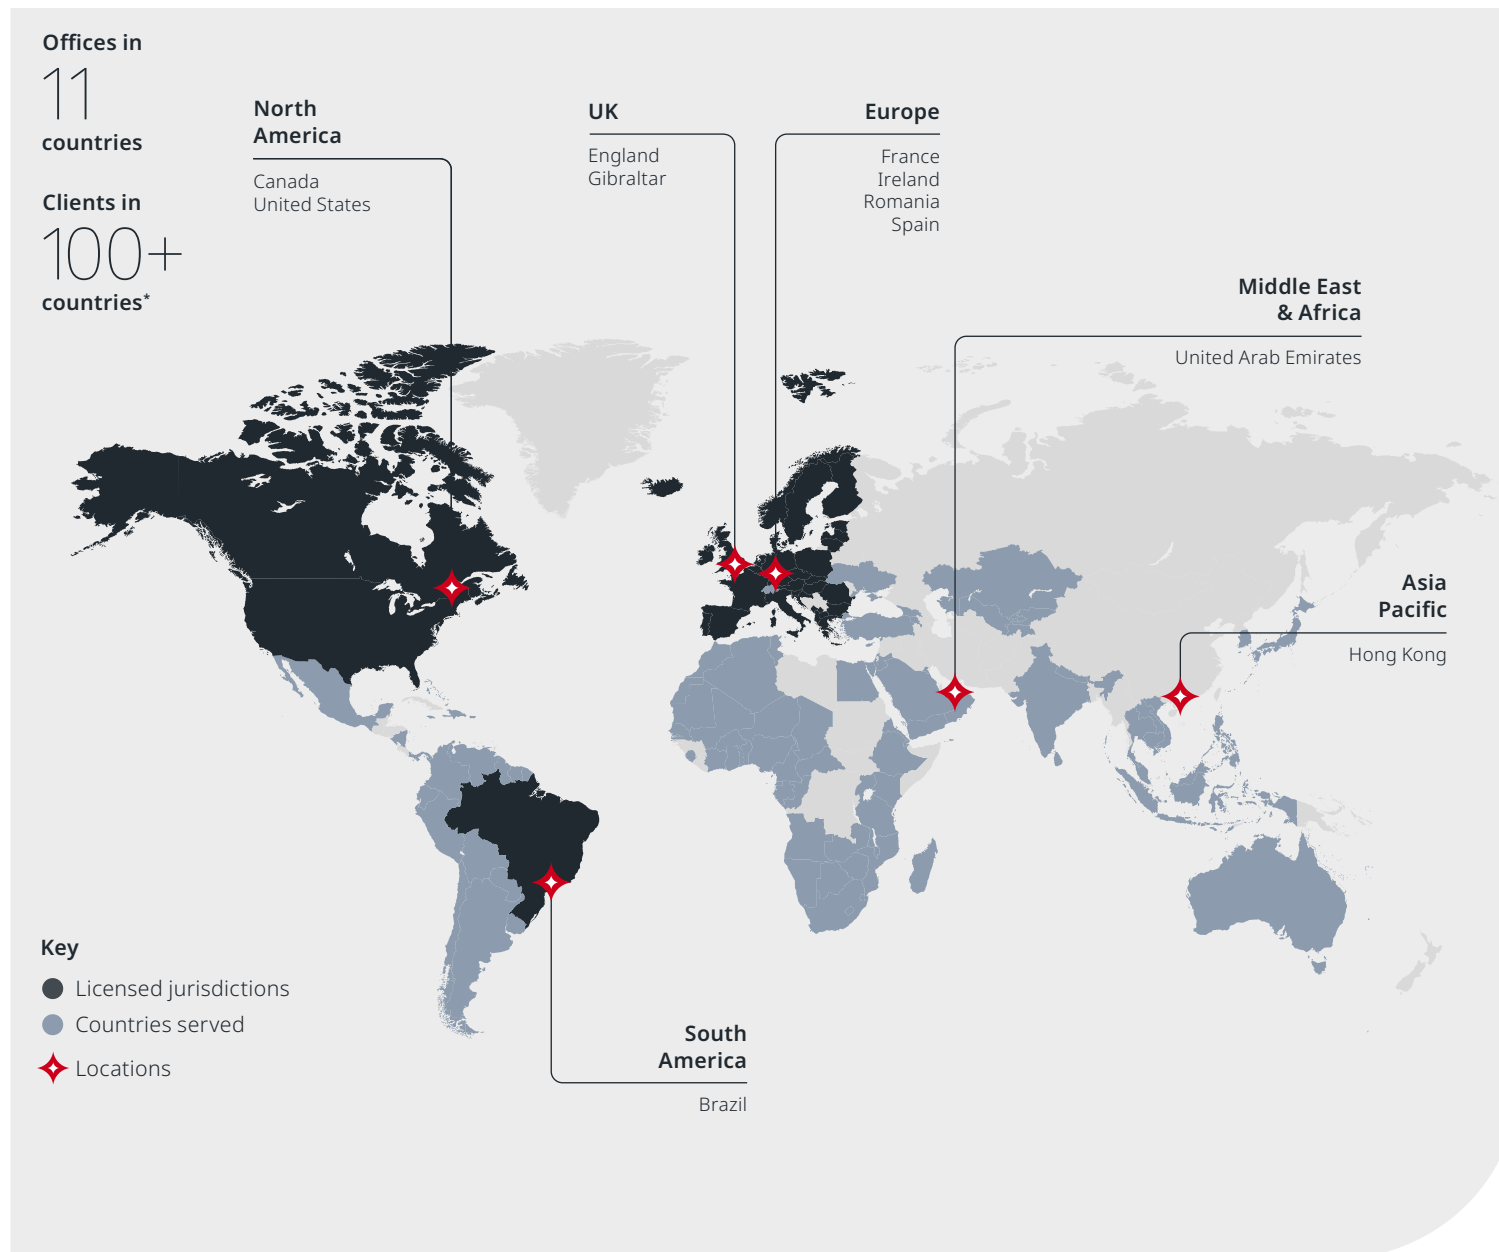 Offices in
11
countries
Clients in
100+
countries*
North
America
Canada
United States
UK
England
Gibraltar
Europe
France
Ireland
Romania
Spain
Middle East
& Africa
United Arab Emirates
Asia
Pacific
Hong Kong
Key
Licensed jurisdictions
Countries served
Locations
South
America
Brazil